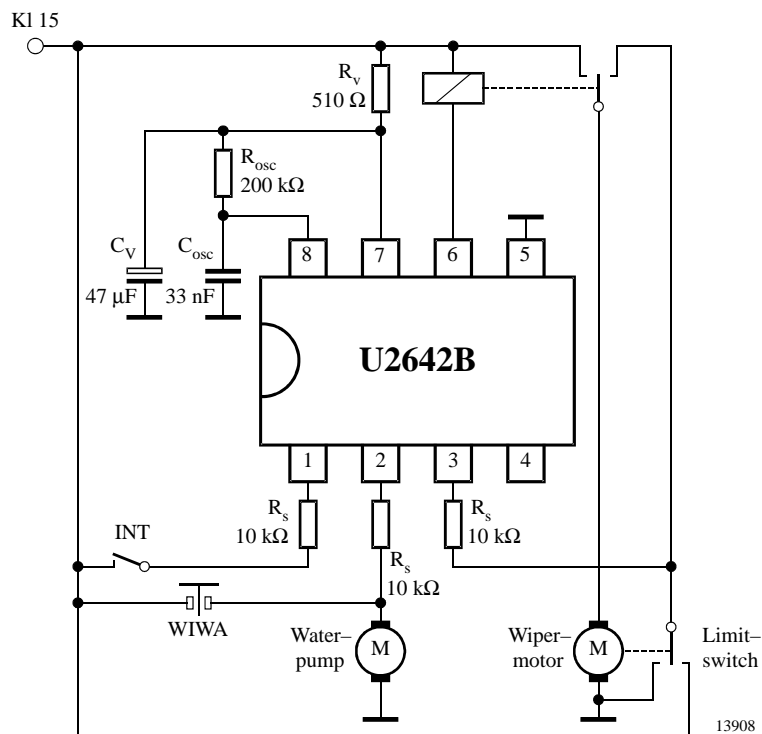 Kl 15
R_v
510 Ω
R_osc
200 kΩ
C_V
47 μF
C_osc
33 nF
8
7
6
5
U2642B
1
2
3
4
R_s
10 kΩ
R_s
10 kΩ
R_s
10 kΩ
INT
WIWA
Water–
pump
M
Wiper–
motor
M
Limit–
switch
13908